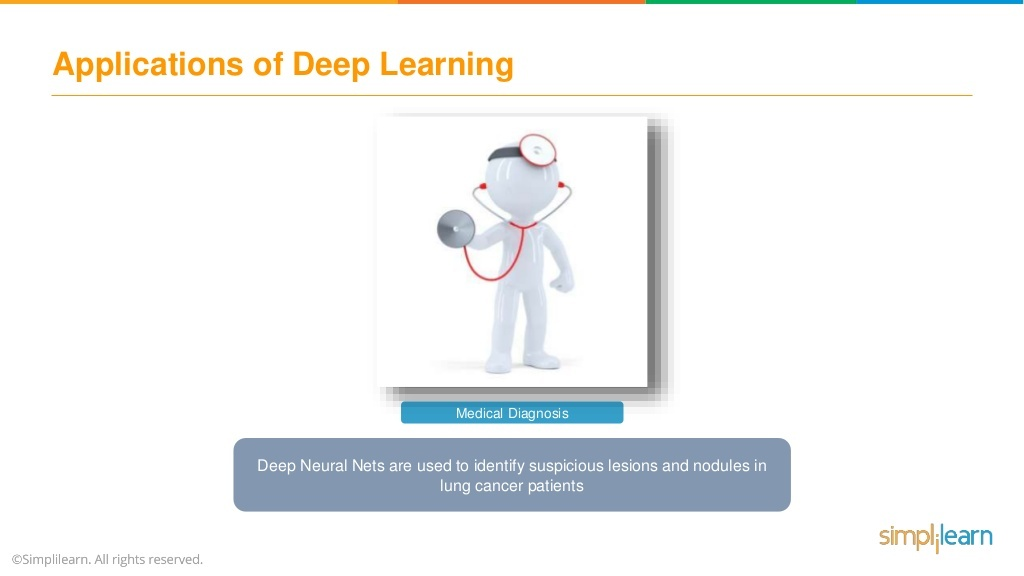 Applications of Deep Learning
Medical Diagnosis
Deep Neural Nets are used to identify suspicious lesions and nodules in
lung cancer patients
simplilearn
©Simplilearn. All rights reserved.